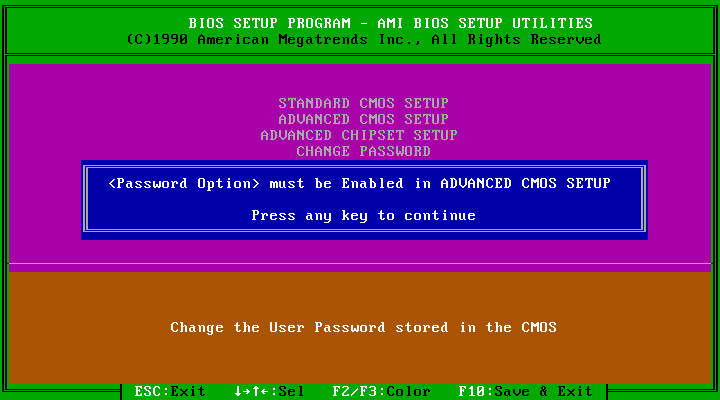 BIOS SETUP PROGRAM - AMI BIOS SETUP UTILITIES
(C)1990 American Megatrends Inc., All Rights Reserved
STANDARD CMOS SETUP
ADVANCED CMOS SETUP
ADVANCED CHIPSET SETUP
CHANGE PASSWORD
<Password Option> must be Enabled in ADVANCED CMOS SETUP
Press any key to continue
Change the User Password stored in the CMOS
ESC:Exit ↓→↑←:Sel F2/F3:Color F10:Save & Exit